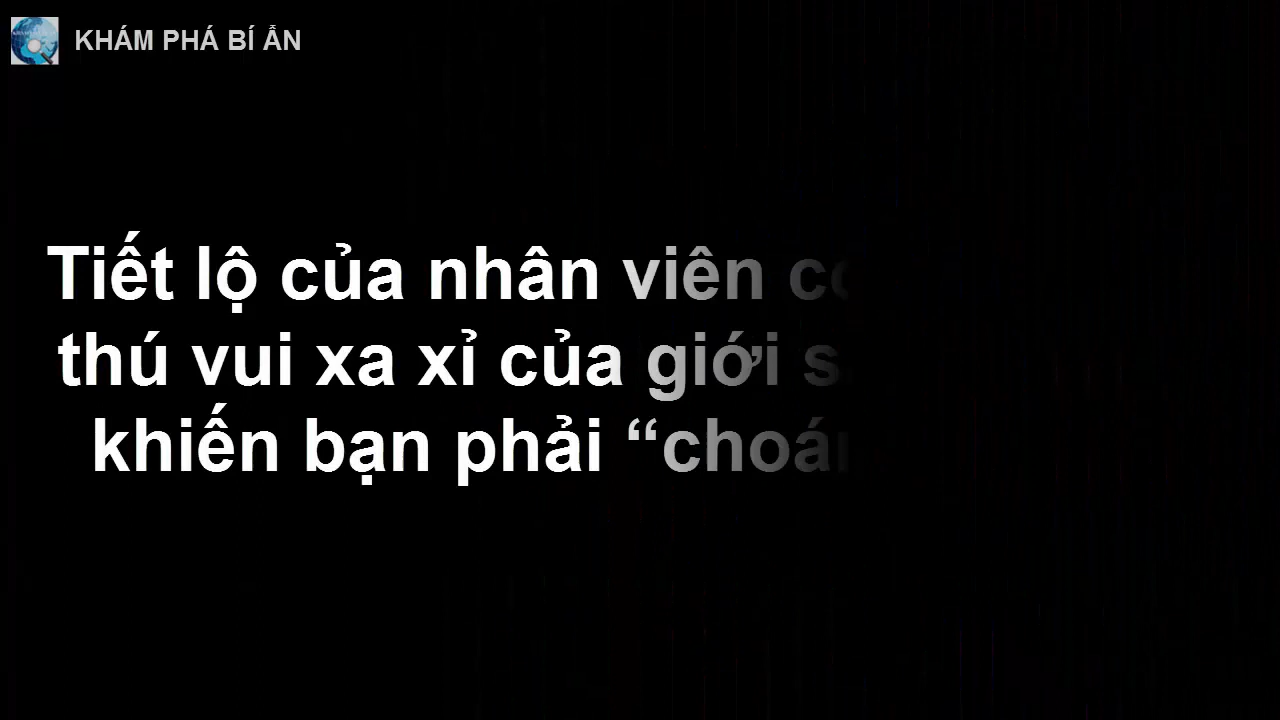 KHÁM PHÁ BÍ ẨN
Tiết lộ của nhân viên
thú vui xa xỉ của giới
khiến bạn phải